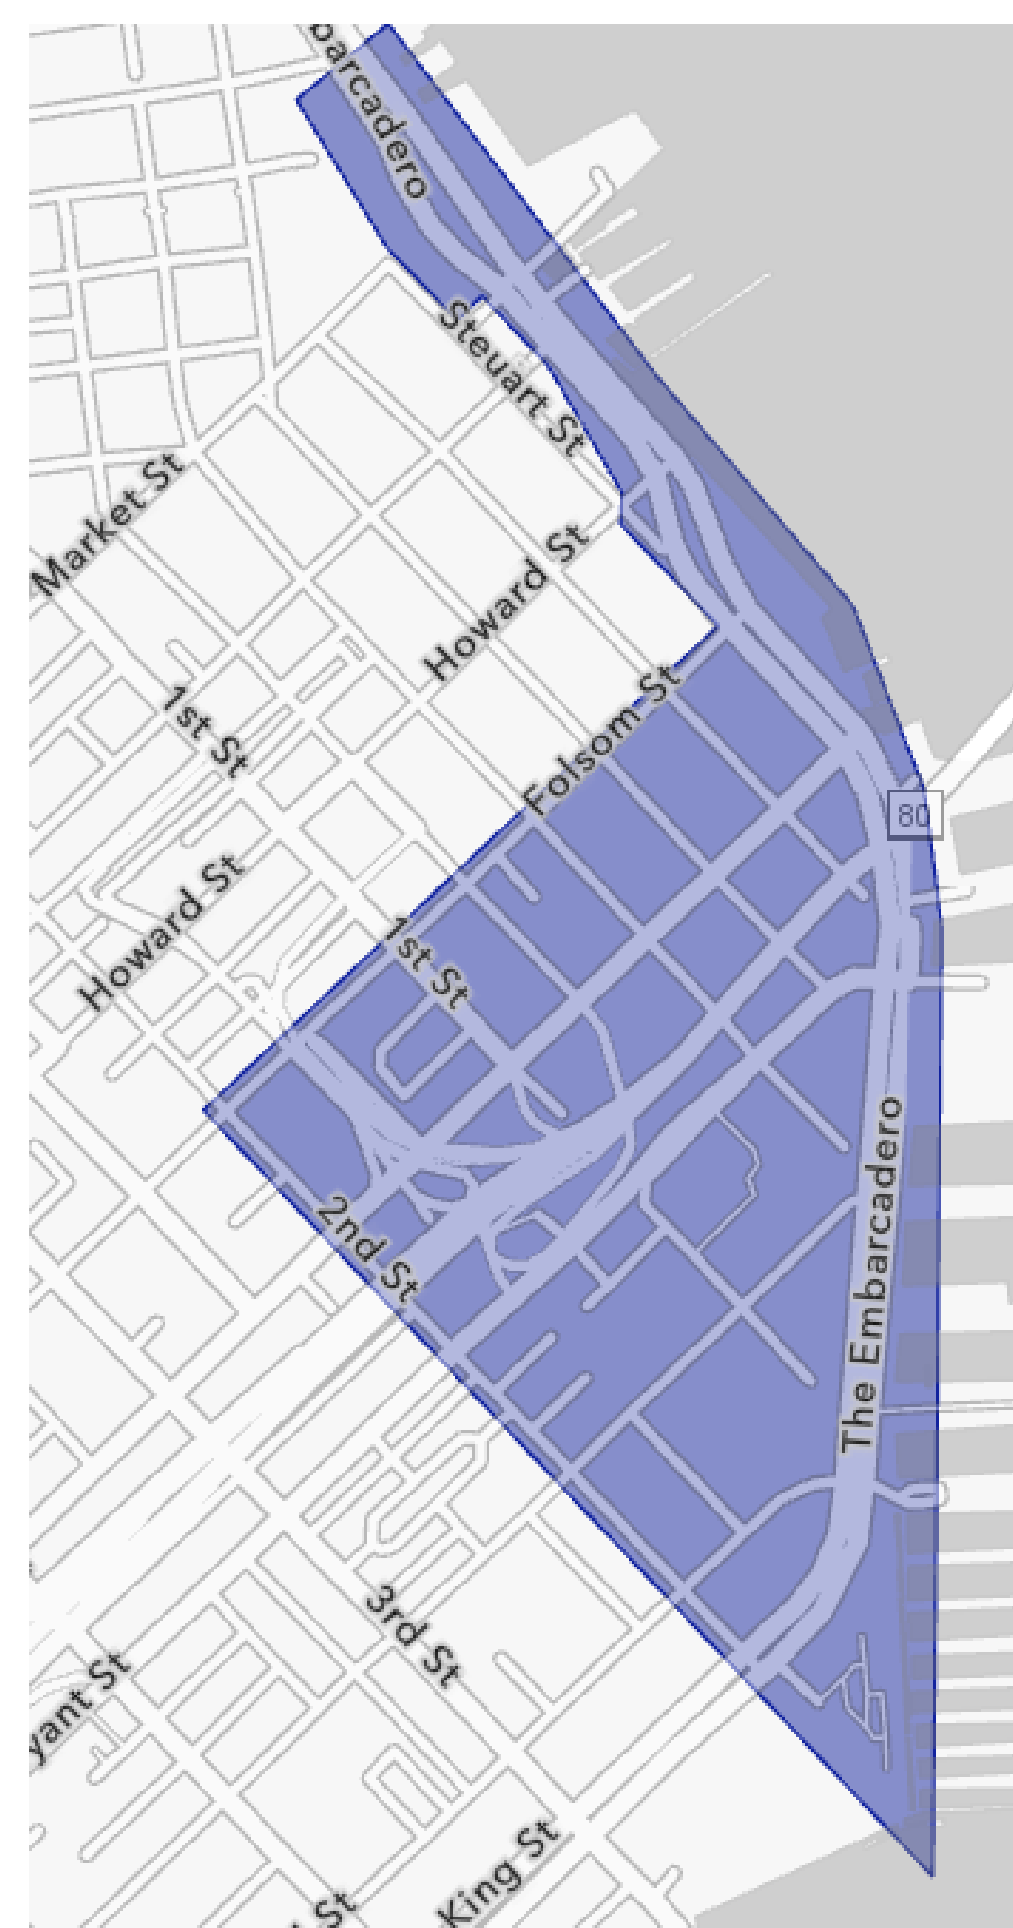 barcadero
Steuart St
Market St
Howard St
1st St
Folsom St
80
Howard St
1st St
2nd St
The Embarcadero
3rd St
yant St
King St
St